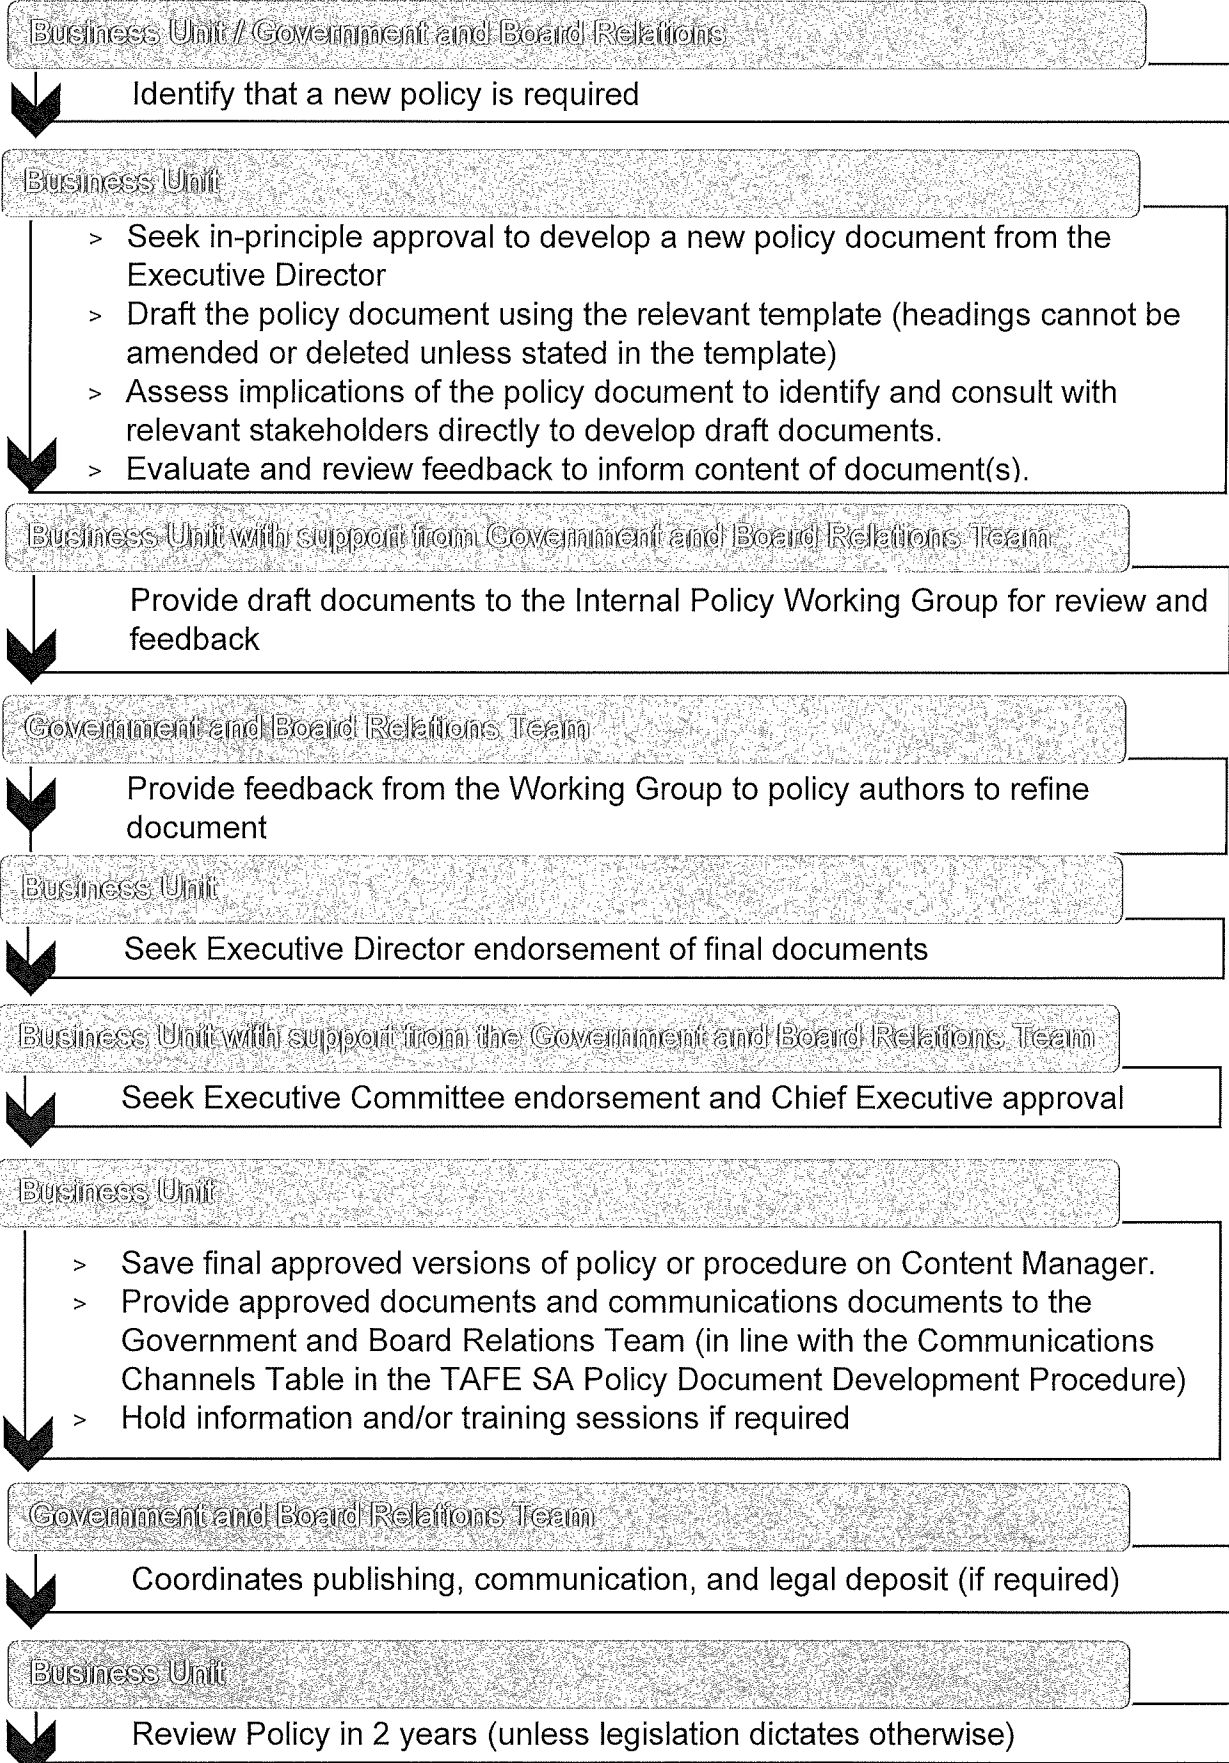 Business Unit / Government and Board Relations
Identify that a new policy is required
Business Unit
> Seek in-principle approval to develop a new policy document from the
Executive Director
> Draft the policy document using the relevant template (headings cannot be
amended or deleted unless stated in the template)
> Assess implications of the policy document to identify and consult with
relevant stakeholders directly to develop draft documents.
> Evaluate and review feedback to inform content of document(s).
Business Unit with support from Government and Board Relations Team
Provide draft documents to the Internal Policy Working Group for review and
feedback
Government and Board Relations Team
Provide feedback from the Working Group to policy authors to refine
document
Business Unit
Seek Executive Director endorsement of final documents
Business Unit with support from the Government and Board Relations Team
Seek Executive Committee endorsement and Chief Executive approval
Business Unit
> Save final approved versions of policy or procedure on Content Manager.
> Provide approved documents and communications documents to the
Government and Board Relations Team (in line with the Communications
Channels Table in the TAFE SA Policy Document Development Procedure)
> Hold information and/or training sessions if required
Government and Board Relations Team
Coordinates publishing, communication, and legal deposit (if required)
Business Unit
Review Policy in 2 years (unless legislation dictates otherwise)